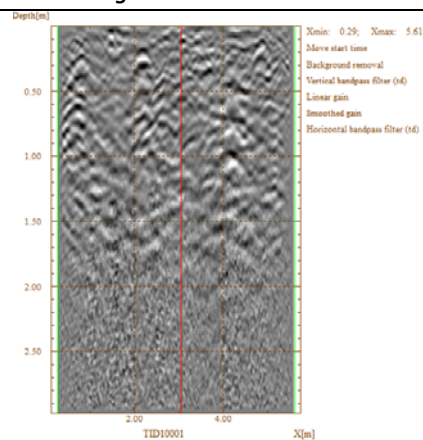 Depth[m]
Xmin: 0.29; Xmax: 5.61
Move start time
Background removal
Vertical bandpass filter (td)
Linear gain
Smoothed gain
Horizontal bandpass filter (td)
0.50
1.00
1.50
2.00
2.50
2.00 4.00
TID10001 X[m]